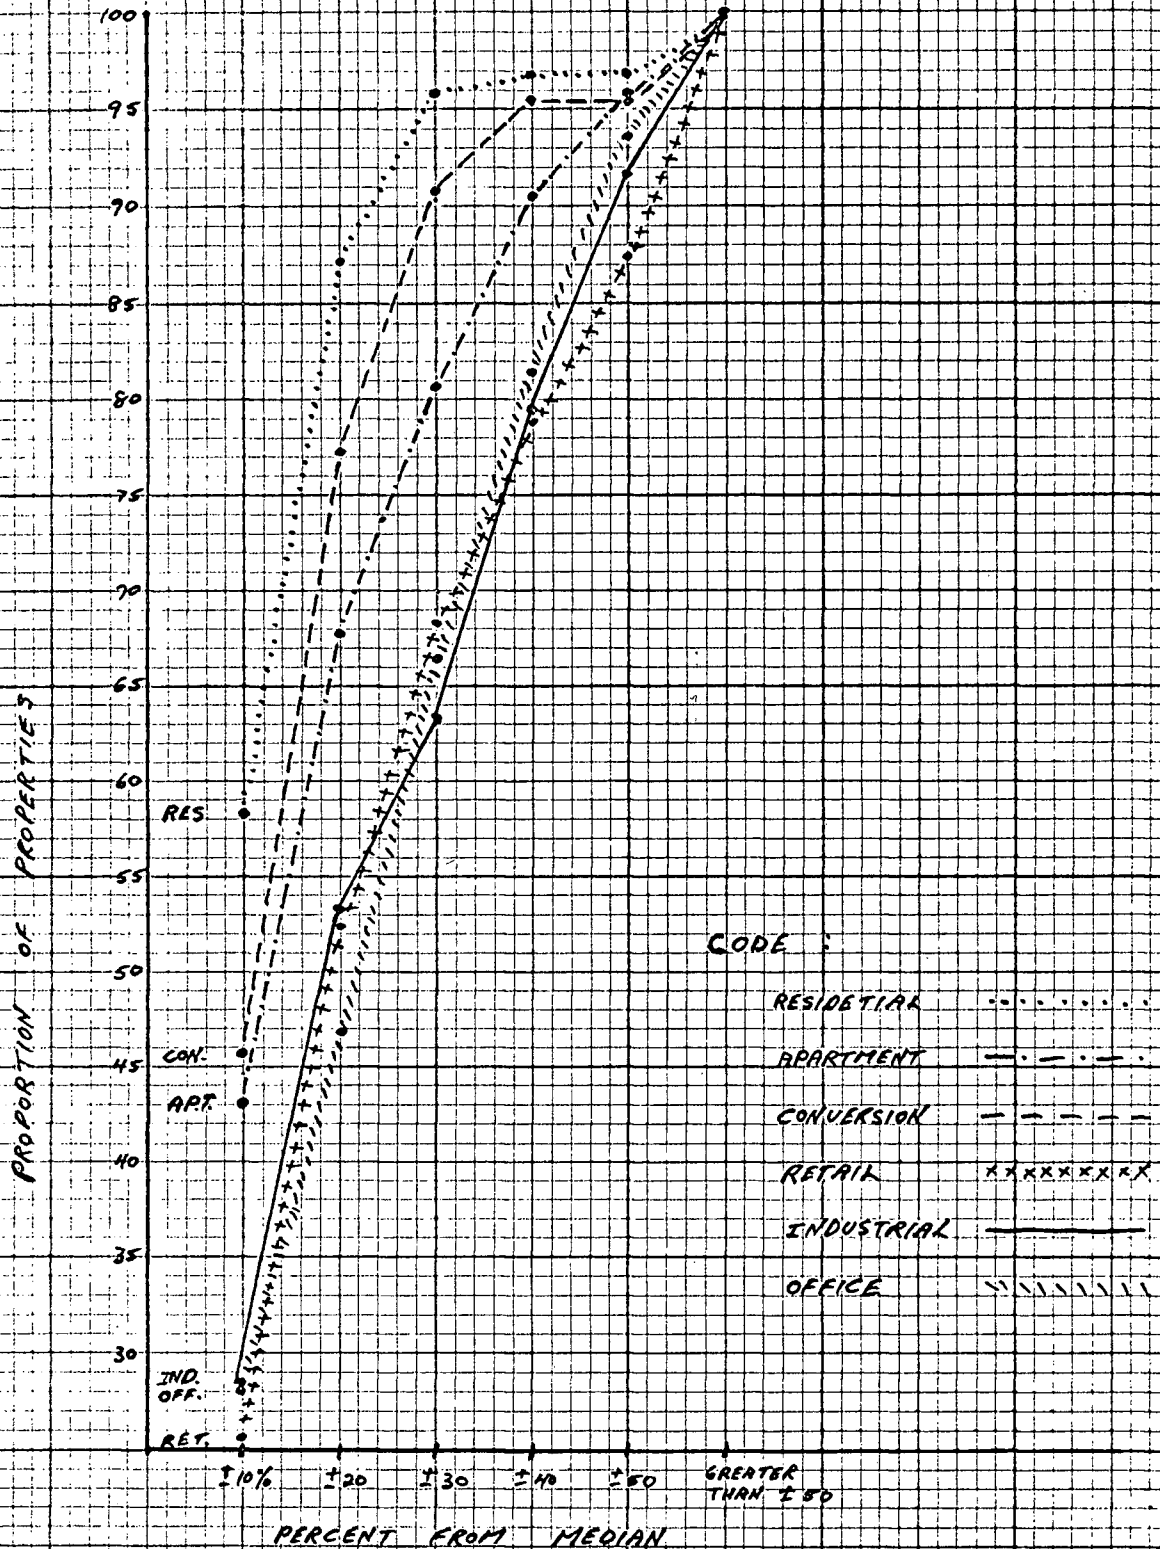 100
95
90
85
80
75
70
65
60
55
50
45
40
35
30
RES
CON.
APT.
IND.
OFF.
RET.
PROPORTION OF PROPERTIES
± 10%
± 20
± 30
± 40
± 50
GREATER
THAN ± 50
PERCENT FROM MEDIAN
CODE :
RESIDETIAL
APARTMENT
CONVERSION
RETAIL
INDUSTRIAL
OFFICE